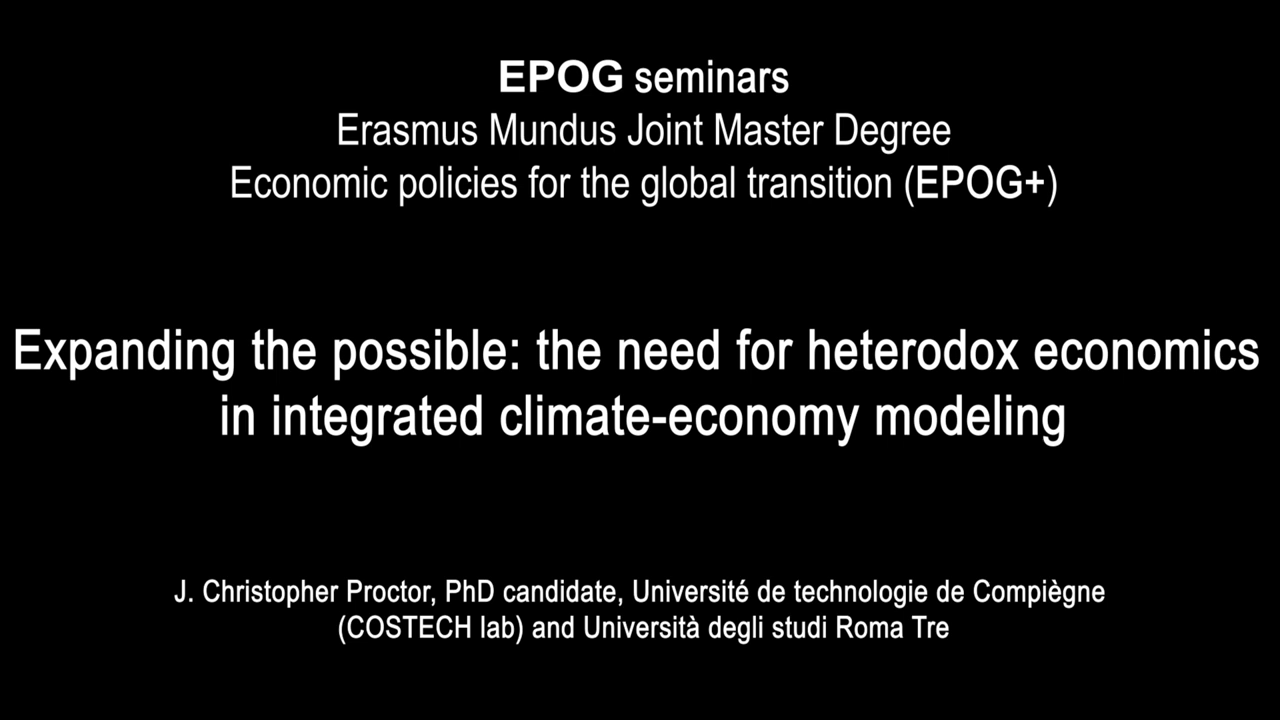 EPOG seminars
Erasmus Mundus Joint Master Degree
Economic policies for the global transition (EPOG+)
Expanding the possible: the need for heterodox economics
in integrated climate-economy modeling
J. Christopher Proctor, PhD candidate, Université de technologie de Compiègne
(COSTECH lab) and Università degli studi Roma Tre